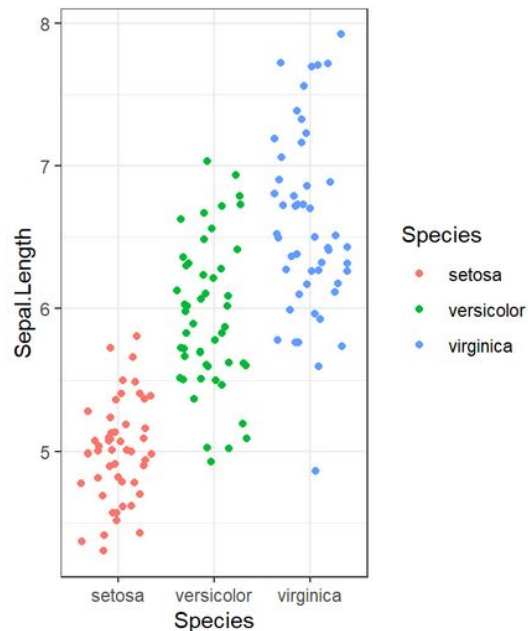 8
7
6
5
Sepal.Length
setosa
versicolor
virginica
Species
Species
setosa
versicolor
virginica